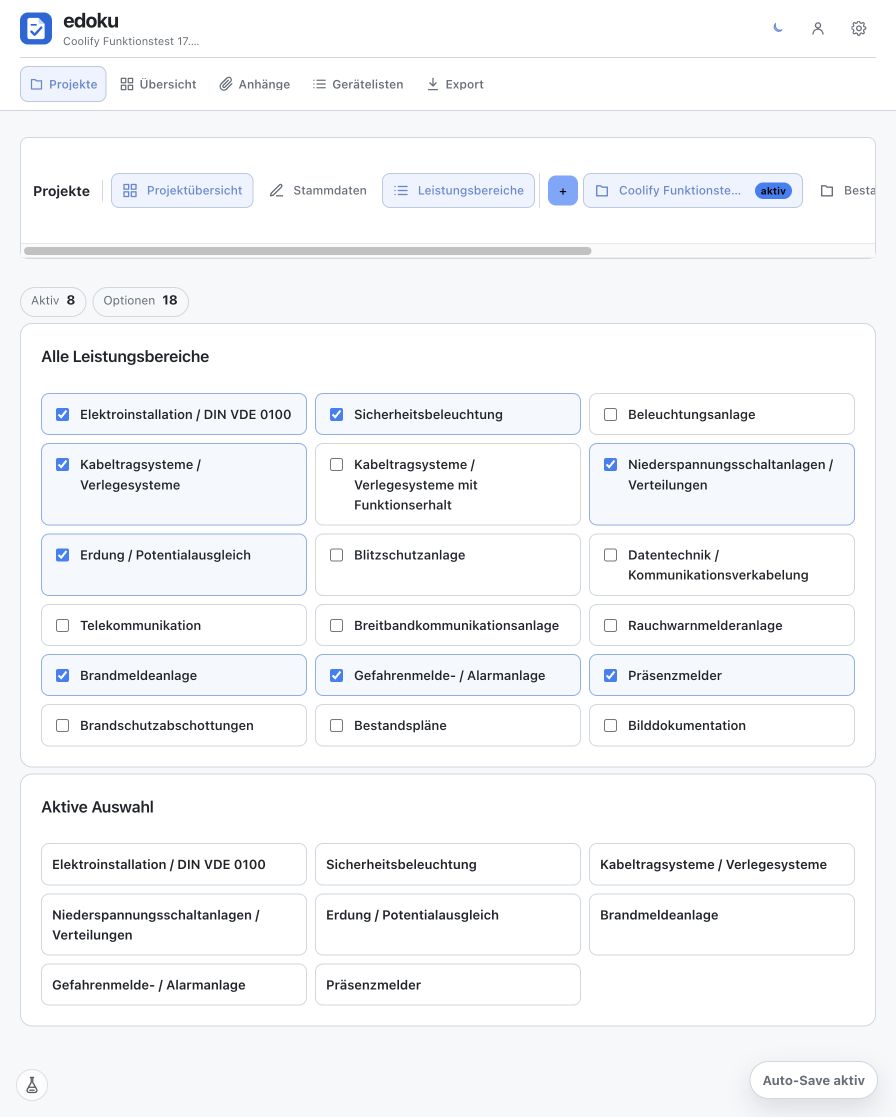 edoku
Coolify Funktionstest 17....
Projekte
Übersicht
Anhänge
Gerätelisten
Export
Projekte
Projektübersicht
Stammdaten
Leistungsbereiche
+
Coolify Funktionste...
aktiv
Besta
Aktiv 8
Optionen 18
Alle Leistungsbereiche
Elektroinstallation / DIN VDE 0100
Sicherheitsbeleuchtung
Beleuchtungsanlage
Kabeltragsysteme /
Verlegesysteme
Kabeltragsysteme /
Verlegesysteme mit
Funktionserhalt
Niederspannungsschaltanlagen /
Verteilungen
Erdung / Potentialausgleich
Blitzschutzanlage
Datentechnik /
Kommunikationsverkabelung
Telekommunikation
Breitbandkommunikationsanlage
Rauchwarnmelderanlage
Brandmeldeanlage
Gefahrenmelde- / Alarmanlage
Präsenzmelder
Brandschutzabschottungen
Bestandspläne
Bilddokumentation
Aktive Auswahl
Elektroinstallation / DIN VDE 0100
Sicherheitsbeleuchtung
Kabeltragsysteme / Verlegesysteme
Niederspannungsschaltanlagen /
Verteilungen
Erdung / Potentialausgleich
Brandmeldeanlage
Gefahrenmelde- / Alarmanlage
Präsenzmelder
Auto-Save aktiv